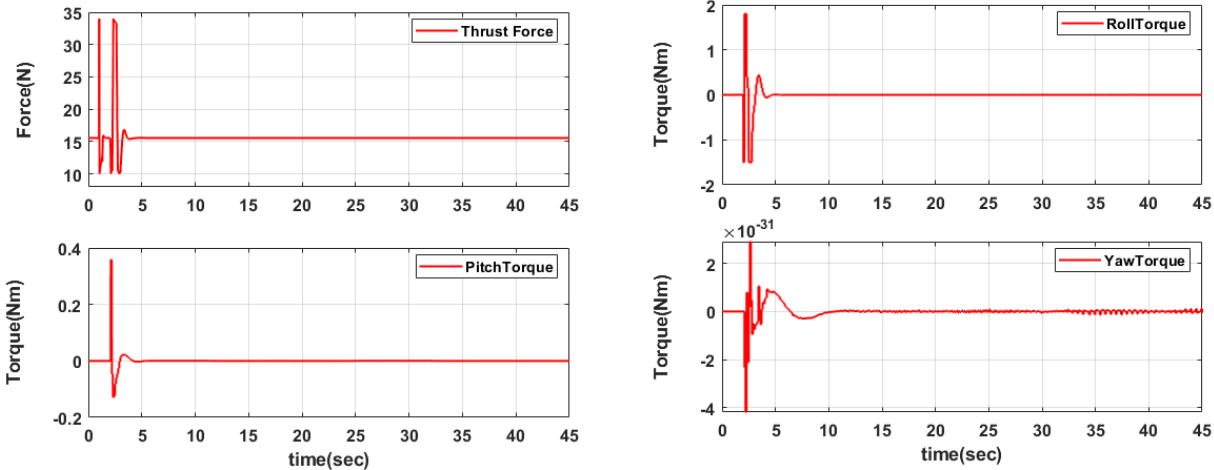 35
30
25
20
15
10
Force(N)
Thrust Force
0 5 10 15 20 25 30 35 40 45
2
1
0
-1
-2
Torque(Nm)
RollTorque
0 5 10 15 20 25 30 35 40 45
0.4
0.2
0
-0.2
Torque(Nm)
PitchTorque
0 5 10 15 20 25 30 35 40 45
time(sec)
×10-31
2
0
-2
-4
Torque(Nm)
YawTorque
0 5 10 15 20 25 30 35 40 45
time(sec)